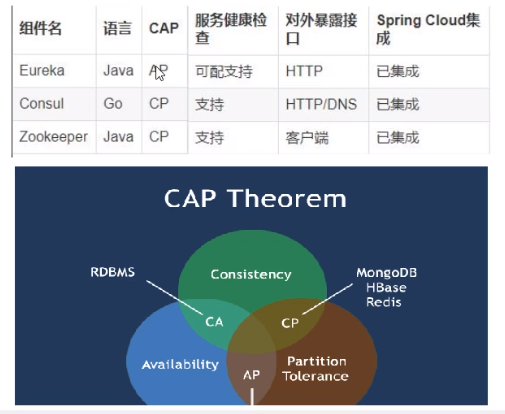 组件名 语言 CAP 服务健康检查 对外暴露接口 Spring Cloud集成
Eureka Java AP 可配支持 HTTP 已集成
Consul Go CP 支持 HTTP/DNS 已集成
Zookeeper Java CP 支持 客户端 已集成
CAP Theorem
RDBMS
Consistency
MongoDB
HBase
Redis
CA
CP
Availability
AP
Partition
Tolerance